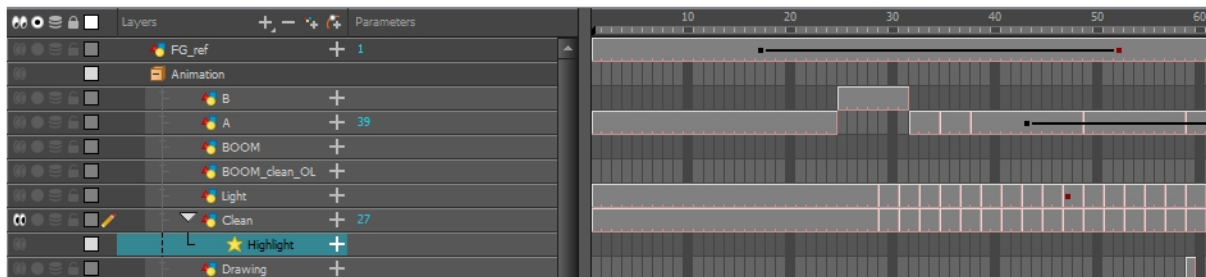 Layers Parameters 10 20 30 40 50 60
FG_ref 1
Animation
B
A 39
BOOM
BOOM_clean_OL
Light
Clean 27
Highlight
Drawing